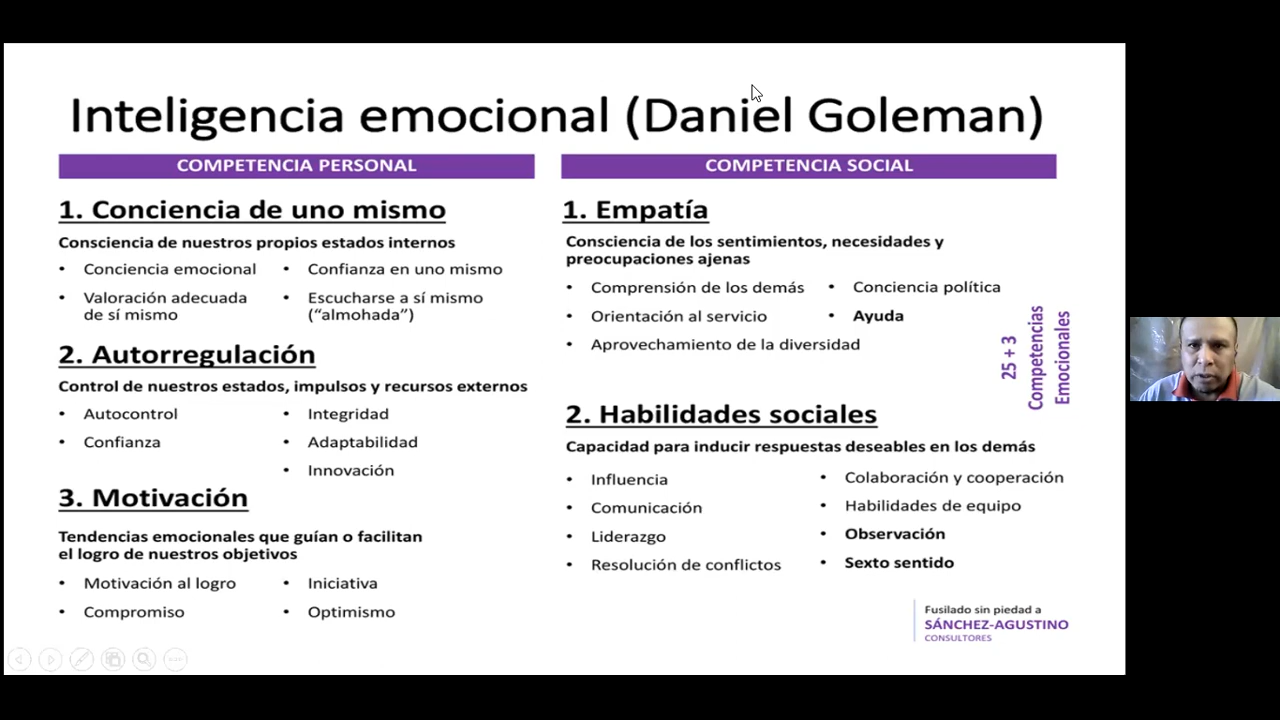 Inteligencia emocional (Daniel Goleman)
COMPETENCIA PERSONAL
1. Conciencia de uno mismo
Consciencia de nuestros propios estados internos
• Conciencia emocional
• Valoración adecuada
de sí mismo
• Confianza en uno mismo
• Escucharse a sí mismo
("almohada")
2. Autorregulación
Control de nuestros estados, impulsos y recursos externos
• Autocontrol
• Confianza
• Integridad
• Adaptabilidad
• Innovación
3. Motivación
Tendencias emocionales que guían o facilitan
el logro de nuestros objetivos
• Motivación al logro
• Compromiso
• Iniciativa
• Optimismo
COMPETENCIA SOCIAL
1. Empatía
Consciencia de los sentimientos, necesidades y
preocupaciones ajenas
• Comprensión de los demás
• Orientación al servicio
• Aprovechamiento de la diversidad
• Conciencia política
• Ayuda
2. Habilidades sociales
Capacidad para inducir respuestas deseables en los demás
• Influencia
• Comunicación
• Liderazgo
• Resolución de conflictos
• Colaboración y cooperación
• Habilidades de equipo
• Observación
• Sexto sentido
25 + 3
Competencias
Emocionales
Fusilado sin piedad a
SÁNCHEZ-AGUSTINO
CONSULTORES